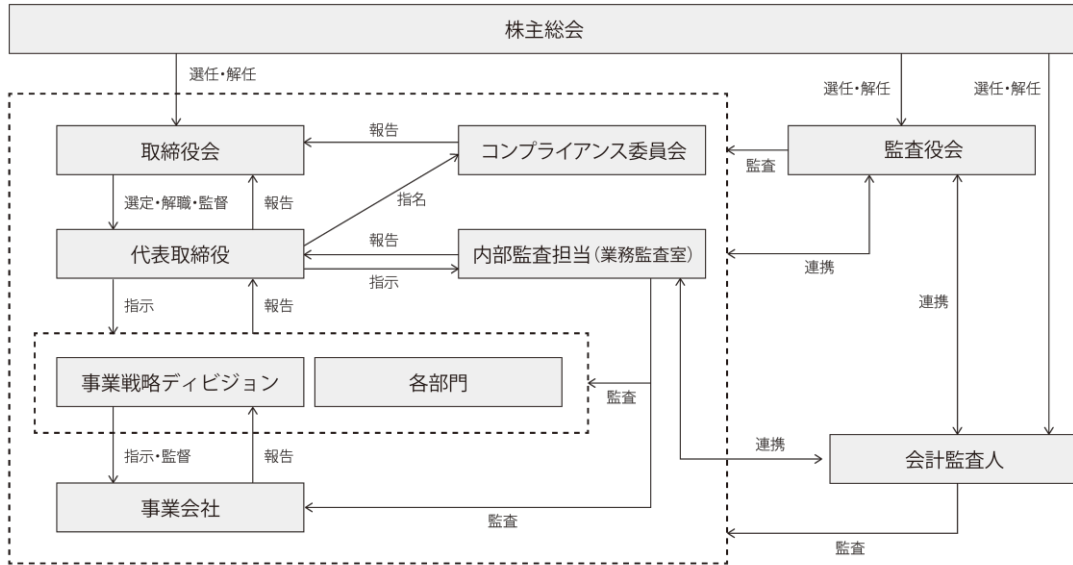 株主総会
選任・解任
選任・解任
選任・解任
取締役会
報告
コンプライアンス委員会
監査
監査役会
選定・解職・監督
報告
指名
代表取締役
報告
指示
内部監査担当（業務監査室）
連携
連携
指示
報告
事業戦略ディビジョン
各部門
監査
指示・監督
報告
連携
会計監査人
事業会社
監査
監査